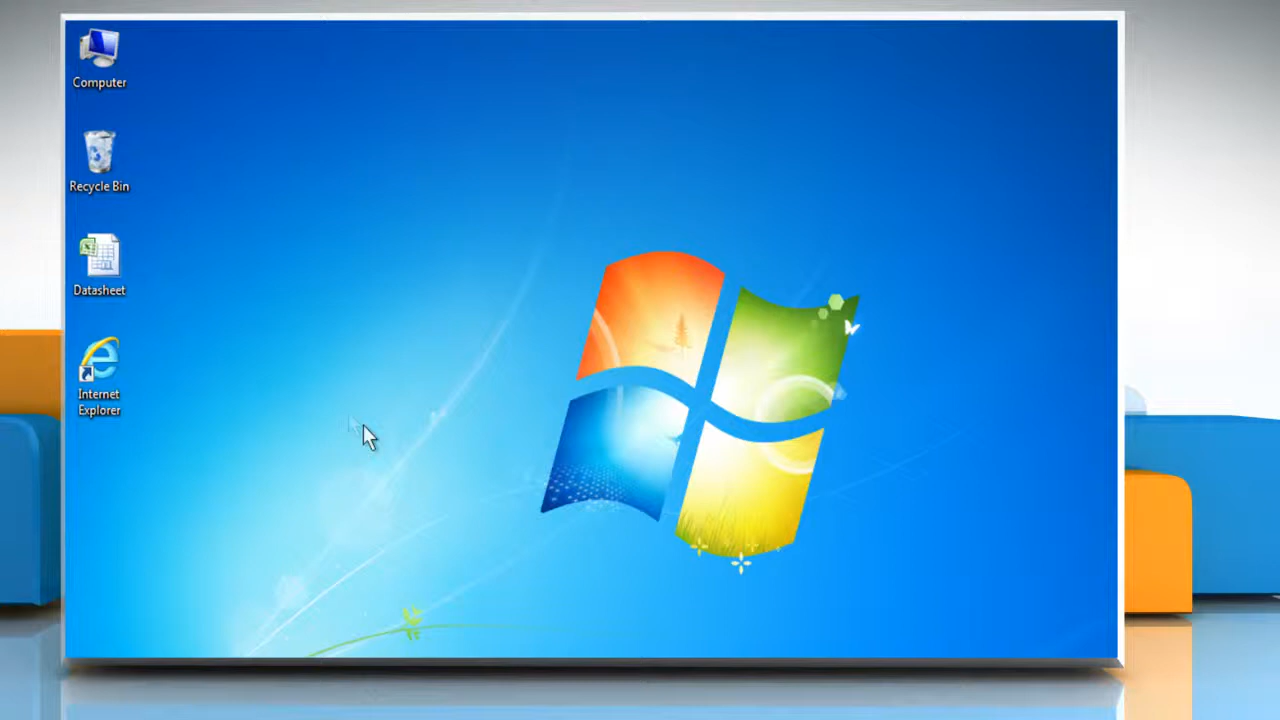 Computer
Recycle Bin
Datasheet
Internet
Explorer